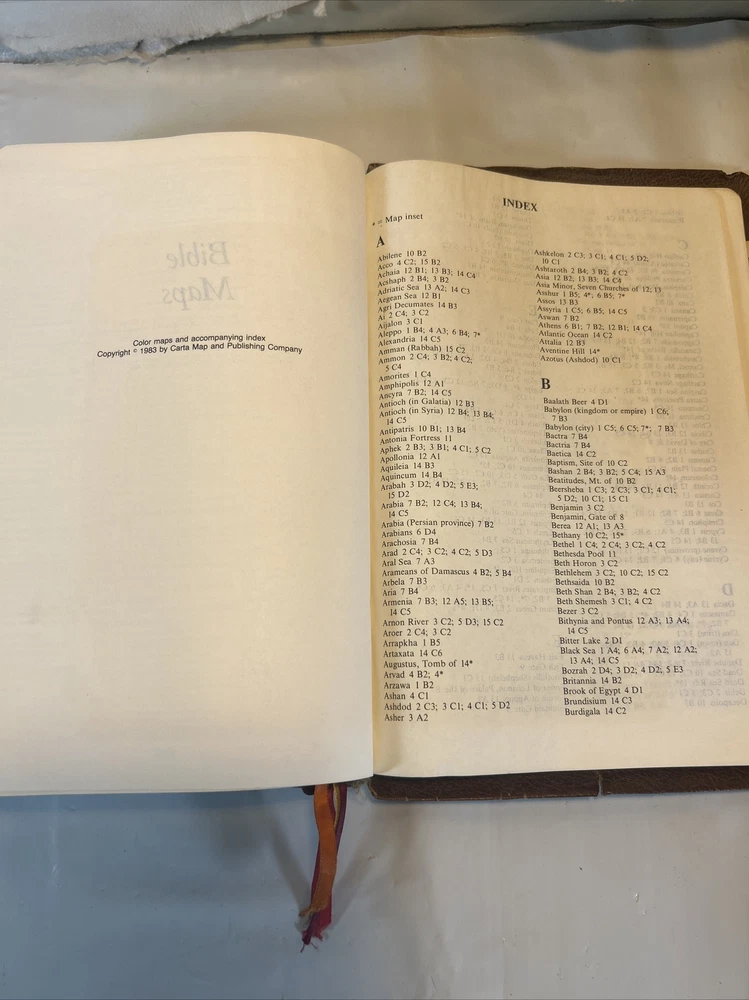 Bible
Maps
Color maps and accompanying index
Copyright © 1983 by Carta Map and Publishing Company
INDEX
* = Map inset
A
Abilene 10 B2
Acco 4 C2; 15 B2
Achaia 12 B1; 13 B3; 14 C4
Achshaph 2 B4; 3 B2
Adriatic Sea 13 A2; 14 C3
Aegean Sea 12 B1
Agri Decumates 14 B3
Ai 2 C4; 3 C2
Aijalon 3 C1
Aleppo 1 B4; 4 A3; 6 B4; 7*
Alexandria 14 C5
Amman (Rabbah) 15 C2
Ammon 2 C4; 3 B2; 4 C2;
5 C4
Amorites 1 C4
Amphipolis 12 A1
Ancyra 7 B2; 14 C5
Antioch (in Galatia) 12 B3
Antioch (in Syria) 12 B4; 13 B4;
14 C5
Antipatris 10 B1; 13 B4
Antonia Fortress 11
Aphek 2 B3; 3 B1; 4 C1; 5 C2
Apollonia 12 A1
Aquileia 14 B3
Aquincum 14 B4
Arabah 3 D2; 4 D2; 5 E3;
15 D2
Arabia 7 B2; 12 C4; 13 B4;
14 C5
Arabia (Persian province) 7 B2
Arabians 6 D4
Arachosia 7 B4
Arad 2 C4; 3 C2; 4 C2; 5 D3
Aral Sea 7 A3
Arameans of Damascus 4 B2; 5 B4
Arbela 7 B3
Aria 7 B4
Armenia 7 B3; 12 A5; 13 B5;
14 C5
Arnon River 3 C2; 5 D3; 15 C2
Aroer 2 C4; 3 C2
Arrapkha 1 B5
Artaxata 14 C6
Augustus, Tomb of 14*
Arvad 4 B2; 4*
Arzawa 1 B2
Ashan 4 C1
Ashdod 2 C3; 3 C1; 4 C1; 5 D2
Asher 3 A2
Ashkelon 2 C3; 3 C1; 4 C1; 5 D2;
10 C1
Ashtaroth 2 B4; 3 B2; 4 C2
Asia 12 B2; 13 B3; 14 C4
Asia Minor, Seven Churches of 12; 13
Asshur 1 B5; 4*; 6 B5; 7*
Assos 13 B3
Assyria 1 C5; 6 B5; 14 C5
Aswan 7 B2
Athens 6 B1; 7 B2; 12 B1; 14 C4
Atlantic Ocean 14 C2
Attalia 12 B3
Aventine Hill 14*
Azotus (Ashdod) 10 C1
B
Baalath Beer 4 D1
Babylon (kingdom or empire) 1 C6;
7 B3
Babylon (city) 1 C5; 6 C5; 7*; 7 B3
Bactra 7 B4
Bactria 7 B4
Baetica 14 C2
Baptism, Site of 10 C2
Bashan 2 B4; 3 B2; 5 C4; 15 A3
Beatitudes, Mt. of 10 B2
Beersheba 1 C3; 2 C3; 3 C1; 4 C1;
5 D2; 10 C1; 15 C1
Benjamin 3 C2
Benjamin, Gate of 8
Berea 12 A1; 13 A3
Bethany 10 C2; 15*
Bethel 1 C4; 2 C4; 3 C2; 4 C2
Bethesda Pool 11
Beth Horon 3 C2
Bethlehem 3 C2; 10 C2; 15 C2
Bethsaida 10 B2
Beth Shan 2 B4; 3 B2; 4 C2
Beth Shemesh 3 C1; 4 C2
Bezer 3 C2
Bithynia and Pontus 12 A3; 13 A4;
14 C5
Bitter Lake 2 D1
Black Sea 1 A4; 6 A4; 7 A2; 12 A2;
13 A4; 14 C5
Bozrah 2 D4; 3 D2; 4 D2; 5 E3
Britannia 14 B2
Brook of Egypt 4 D1
Brundisium 14 C3
Burdigala 14 C2